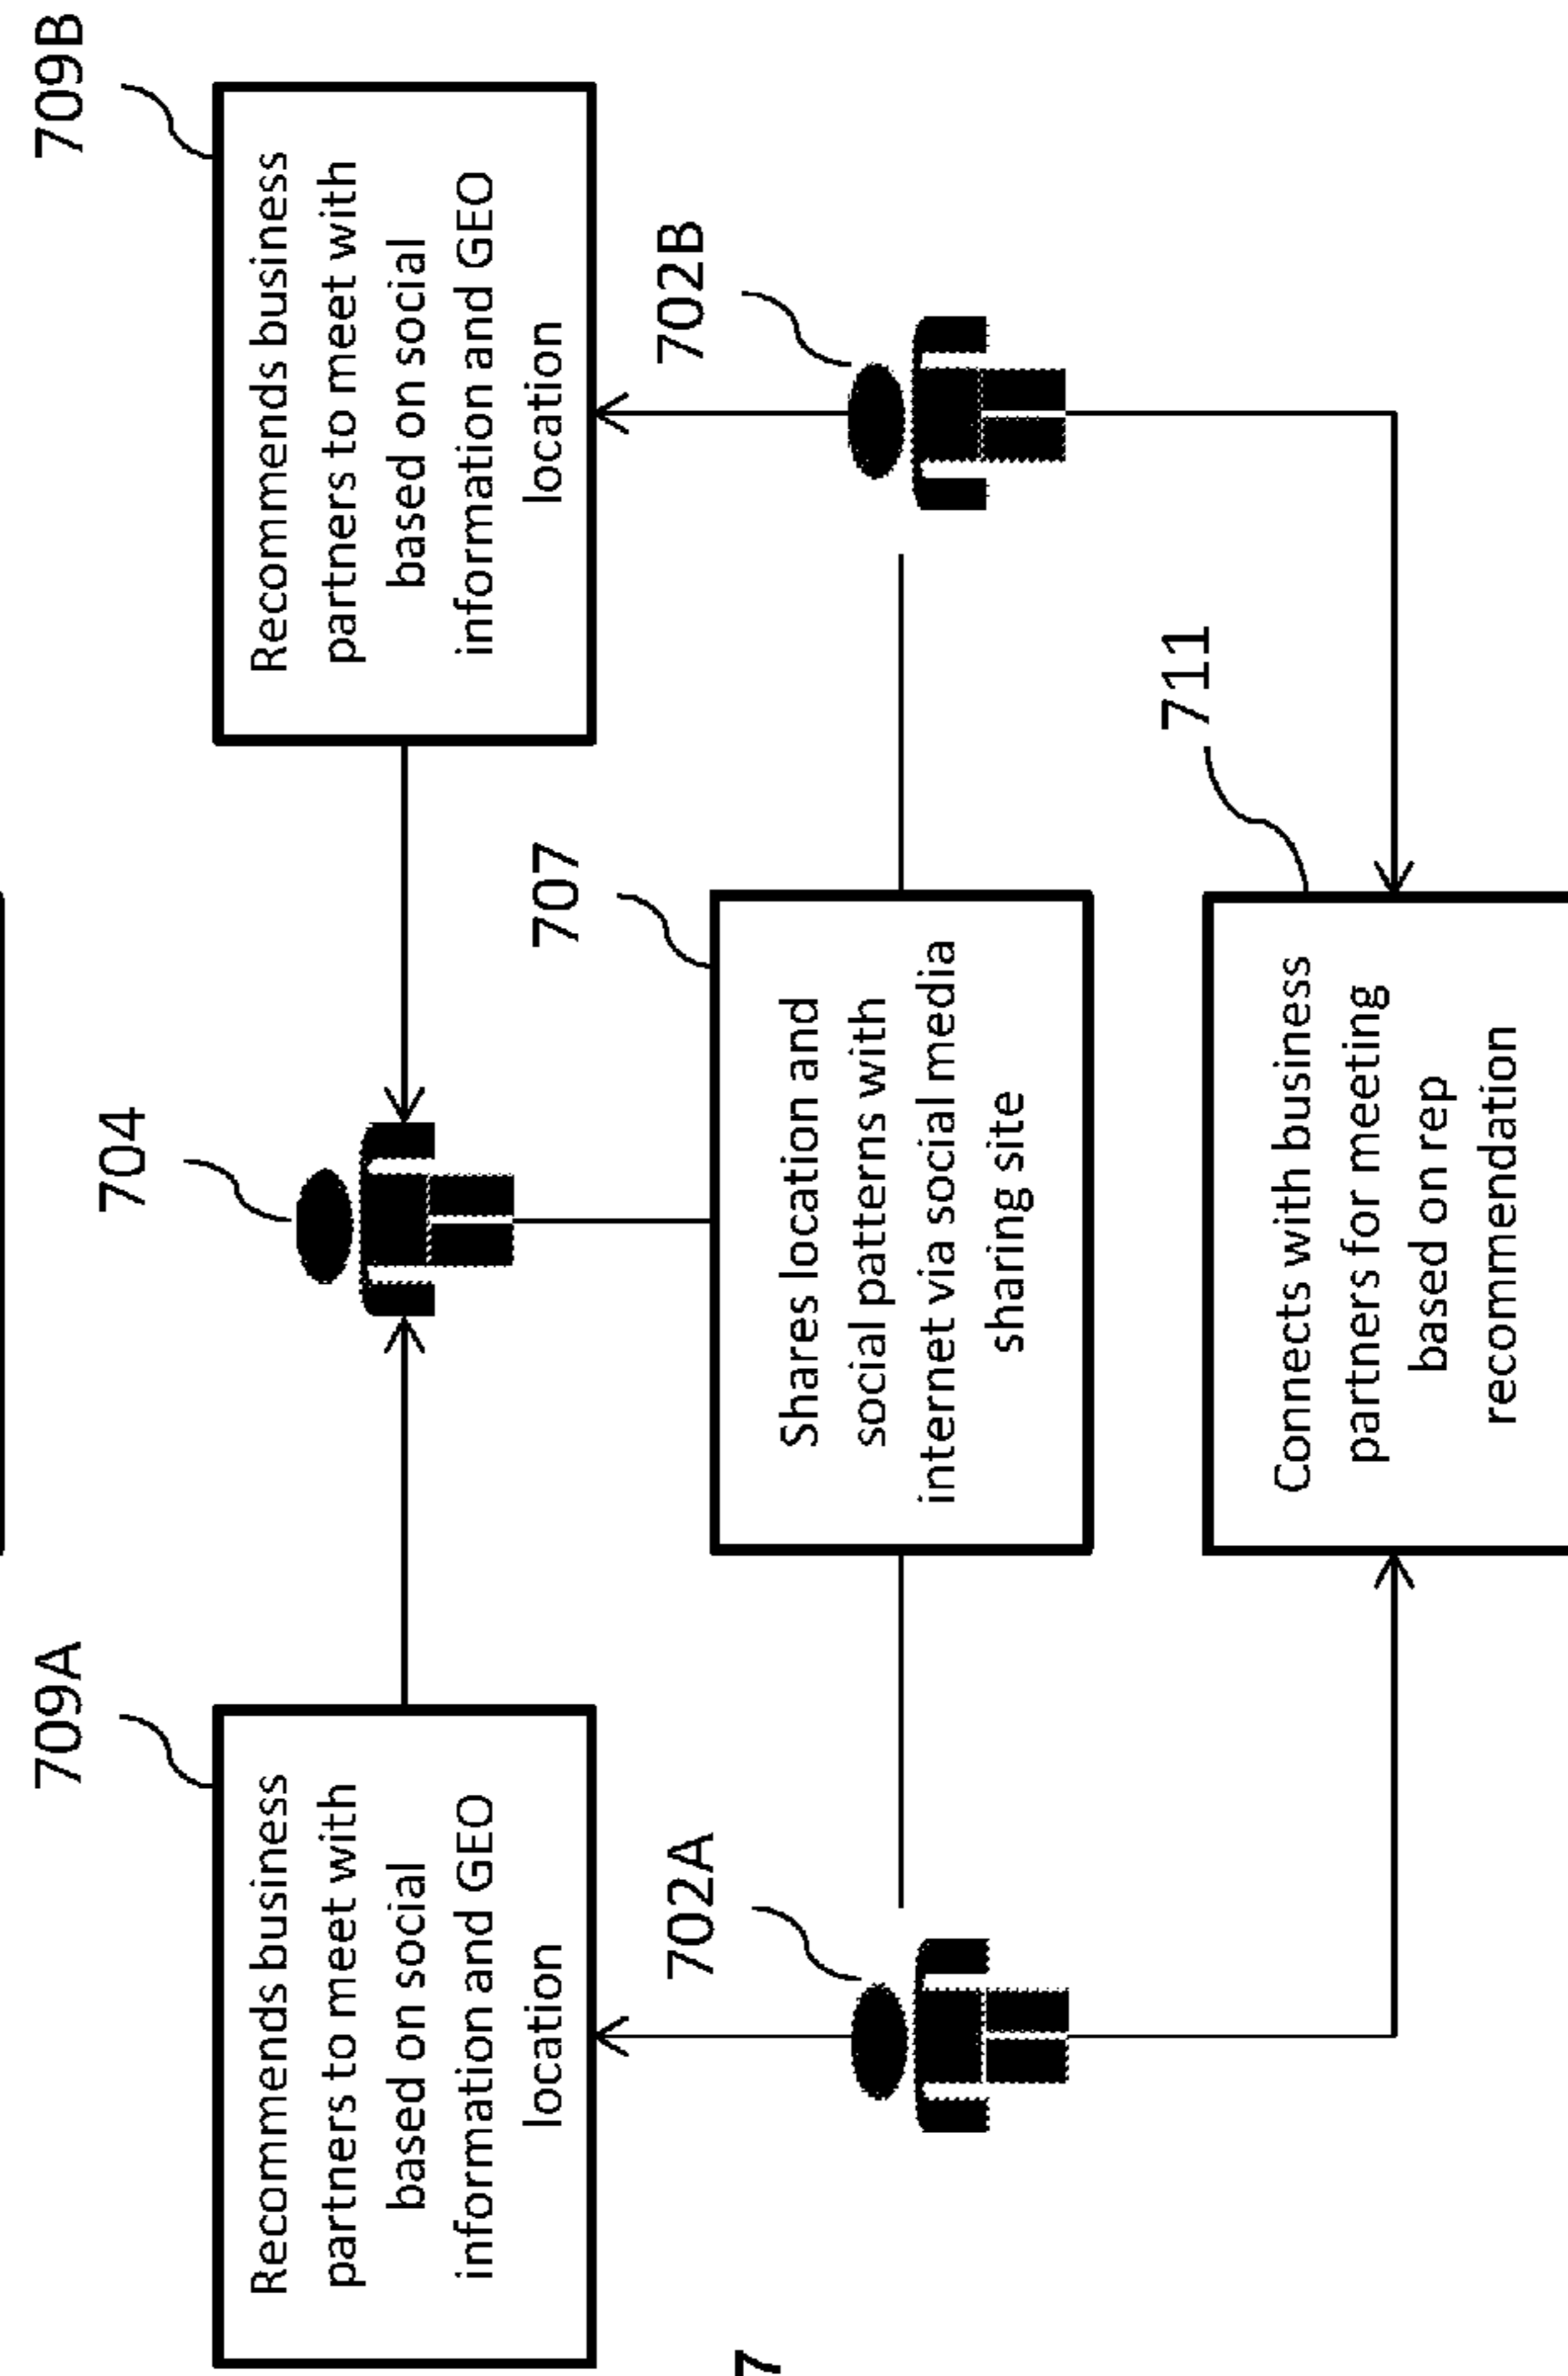 709A
Recommends business
partners to meet with
based on social
information and GEO
location
704
709B
Recommends business
partners to meet with
based on social
information and GEO
location
702A
707
Shares location and
social patterns with
internet via social media
sharing site
702B
711
Connects with business
partners for meeting
based on rep
recommendation
7